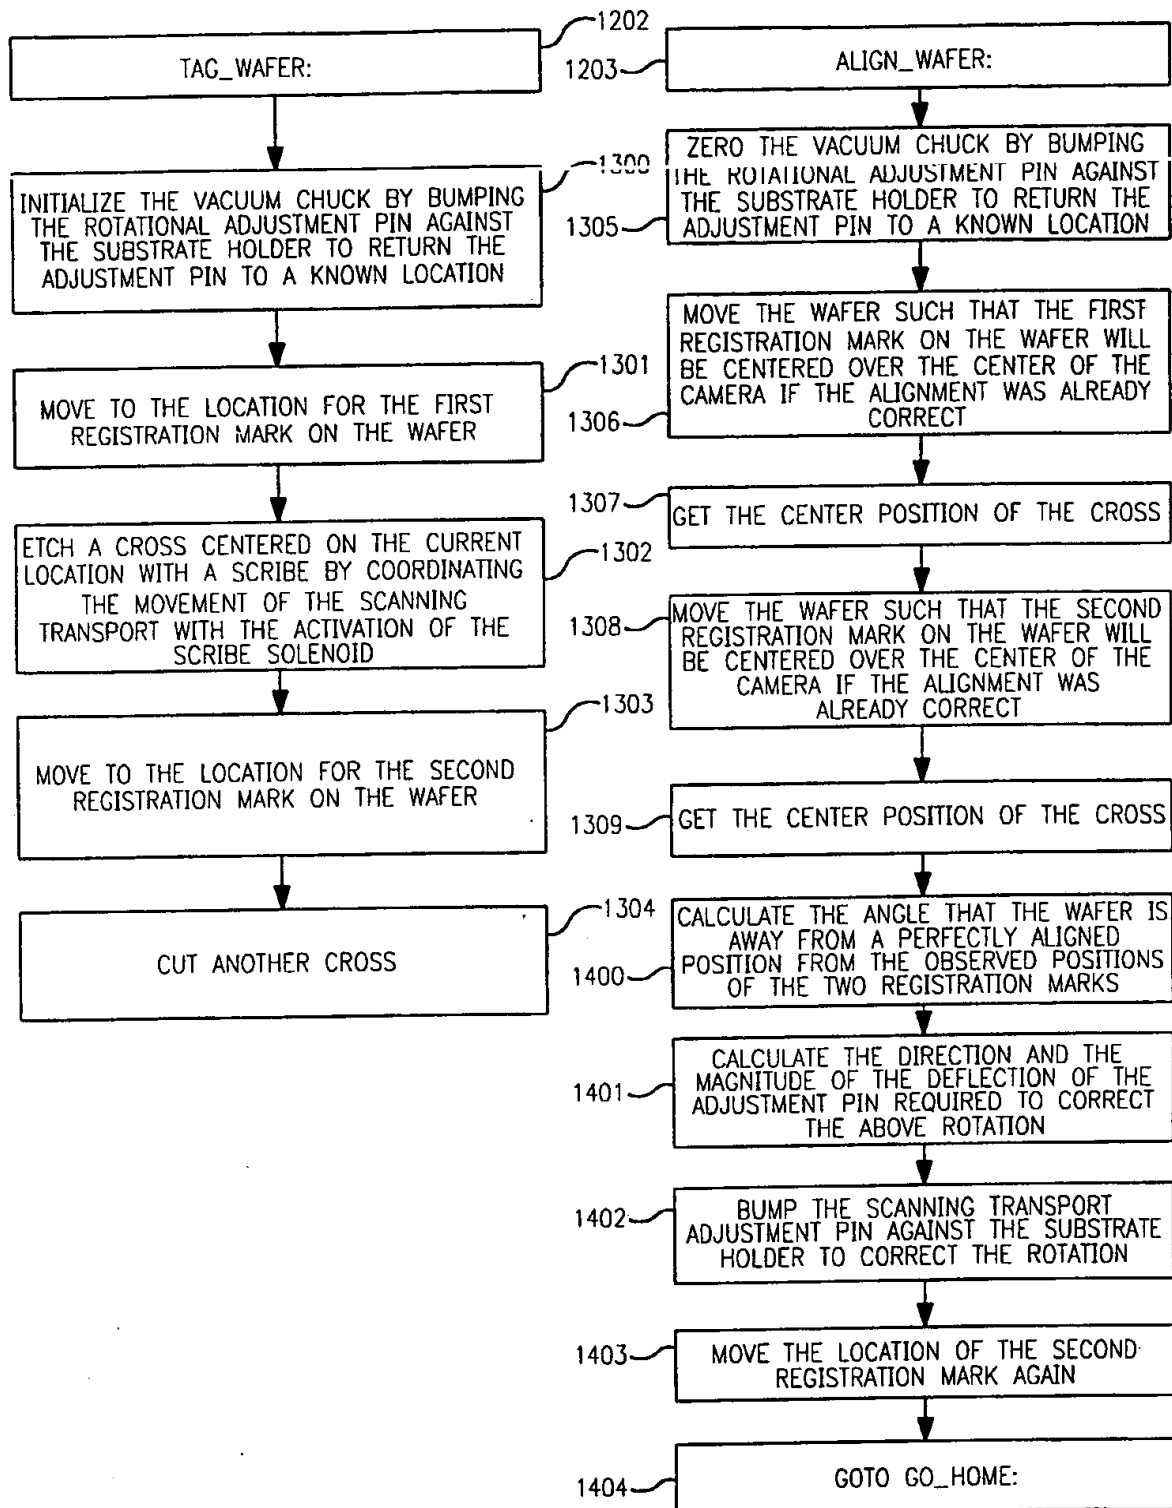 1202
TAG_WAFER:
1300
INITIALIZE THE VACUUM CHUCK BY BUMPING
THE ROTATIONAL ADJUSTMENT PIN AGAINST
THE SUBSTRATE HOLDER TO RETURN THE
ADJUSTMENT PIN TO A KNOWN LOCATION
1301
MOVE TO THE LOCATION FOR THE FIRST
REGISTRATION MARK ON THE WAFER
1302
ETCH A CROSS CENTERED ON THE CURRENT
LOCATION WITH A SCRIBE BY COORDINATING
THE MOVEMENT OF THE SCANNING
TRANSPORT WITH THE ACTIVATION OF THE
SCRIBE SOLENOID
1303
MOVE TO THE LOCATION FOR THE SECOND
REGISTRATION MARK ON THE WAFER
1304
CUT ANOTHER CROSS
1203
ALIGN_WAFER:
ZERO THE VACUUM CHUCK BY BUMPING
THE ROTATIONAL ADJUSTMENT PIN AGAINST
THE SUBSTRATE HOLDER TO RETURN THE
ADJUSTMENT PIN TO A KNOWN LOCATION
1305
MOVE THE WAFER SUCH THAT THE FIRST
REGISTRATION MARK ON THE WAFER WILL
BE CENTERED OVER THE CENTER OF THE
CAMERA IF THE ALIGNMENT WAS ALREADY
CORRECT
1306
1307
GET THE CENTER POSITION OF THE CROSS
1308
MOVE THE WAFER SUCH THAT THE SECOND
REGISTRATION MARK ON THE WAFER WILL
BE CENTERED OVER THE CENTER OF THE
CAMERA IF THE ALIGNMENT WAS
ALREADY CORRECT
1309
GET THE CENTER POSITION OF THE CROSS
CALCULATE THE ANGLE THAT THE WAFER IS
AWAY FROM A PERFECTLY ALIGNED
POSITION FROM THE OBSERVED POSITIONS
OF THE TWO REGISTRATION MARKS
1400
CALCULATE THE DIRECTION AND THE
MAGNITUDE OF THE DEFLECTION OF THE
ADJUSTMENT PIN REQUIRED TO CORRECT
THE ABOVE ROTATION
1401
1402
BUMP THE SCANNING TRANSPORT
ADJUSTMENT PIN AGAINST THE SUBSTRATE
HOLDER TO CORRECT THE ROTATION
1403
MOVE THE LOCATION OF THE SECOND
REGISTRATION MARK AGAIN
1404
GOTO GO_HOME: